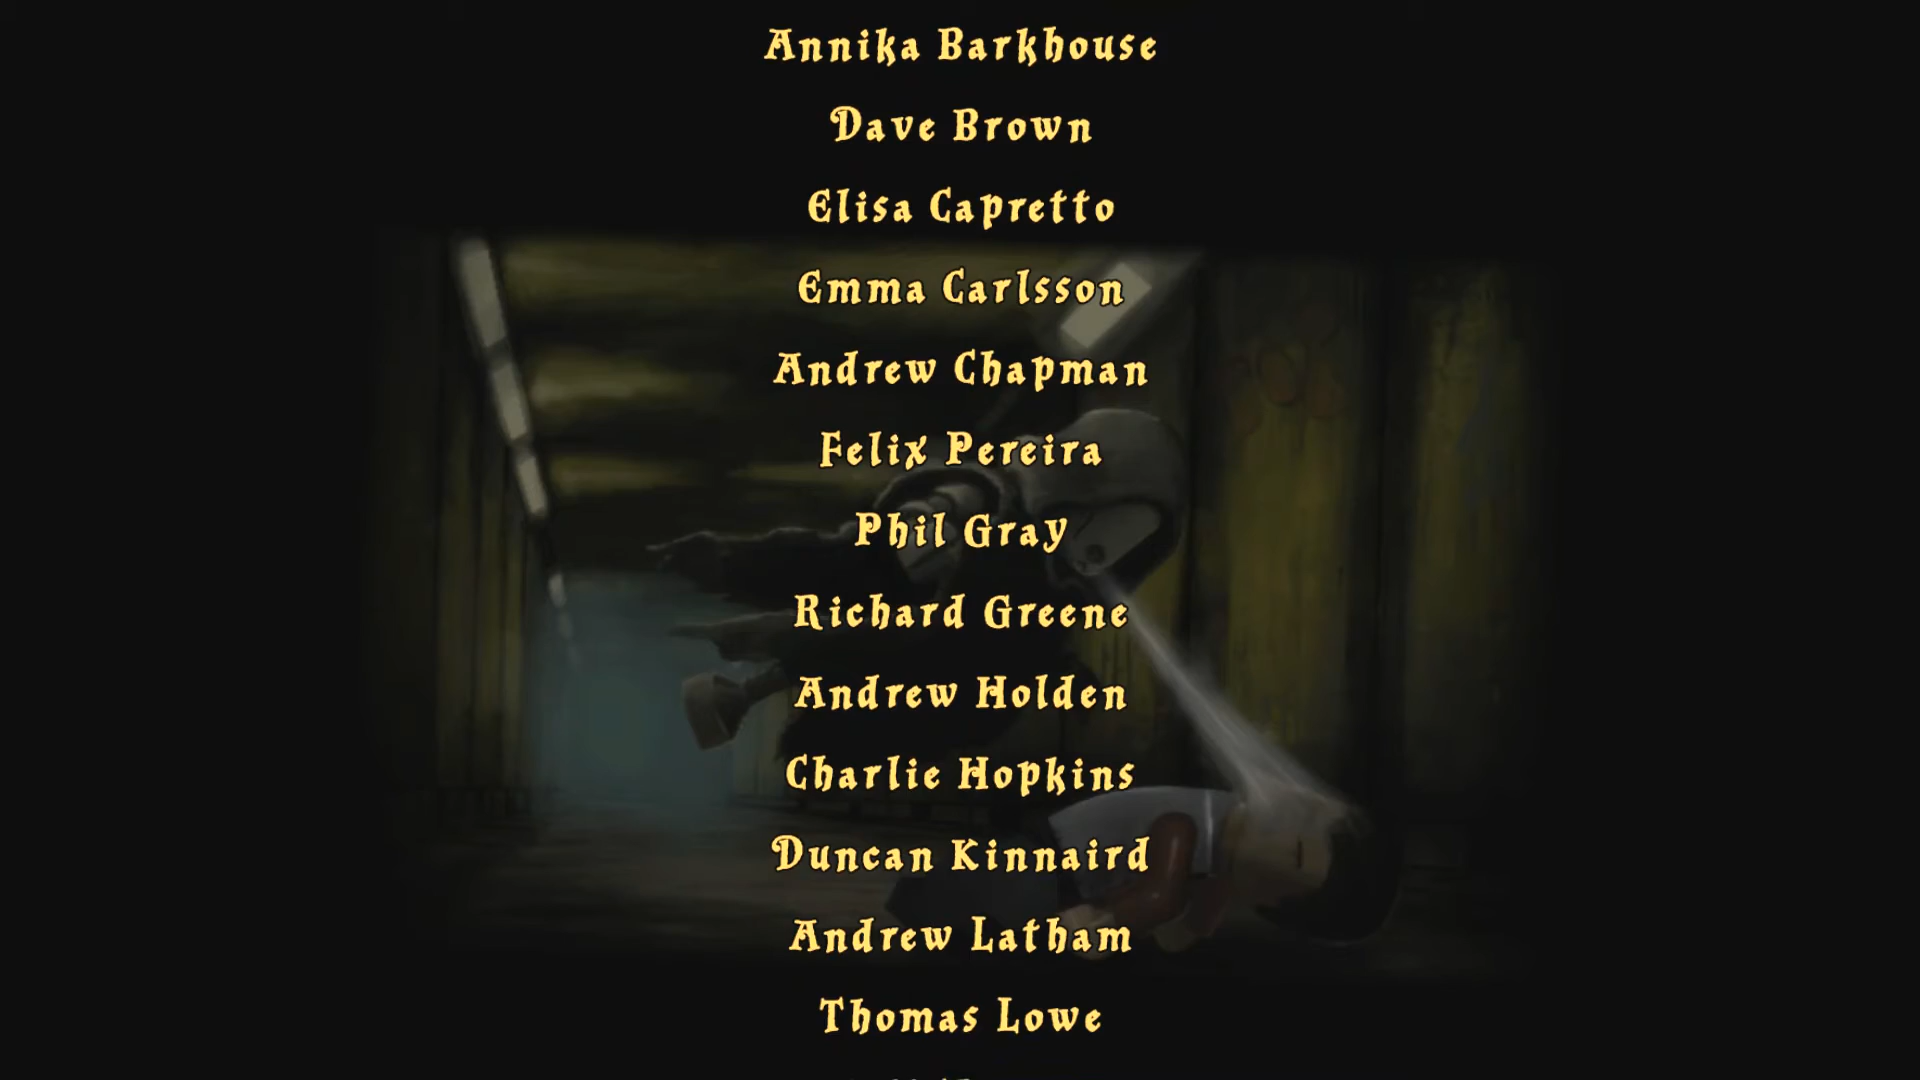 Annika Barkhouse
Dave Brown
Elisa Capretto
Emma Carlsson
Andrew Chapman
Felix Pereira
Phil Gray
Richard Greene
Andrew Holden
Charlie Hopkins
Duncan Kinnaird
Andrew Latham
Thomas Lowe